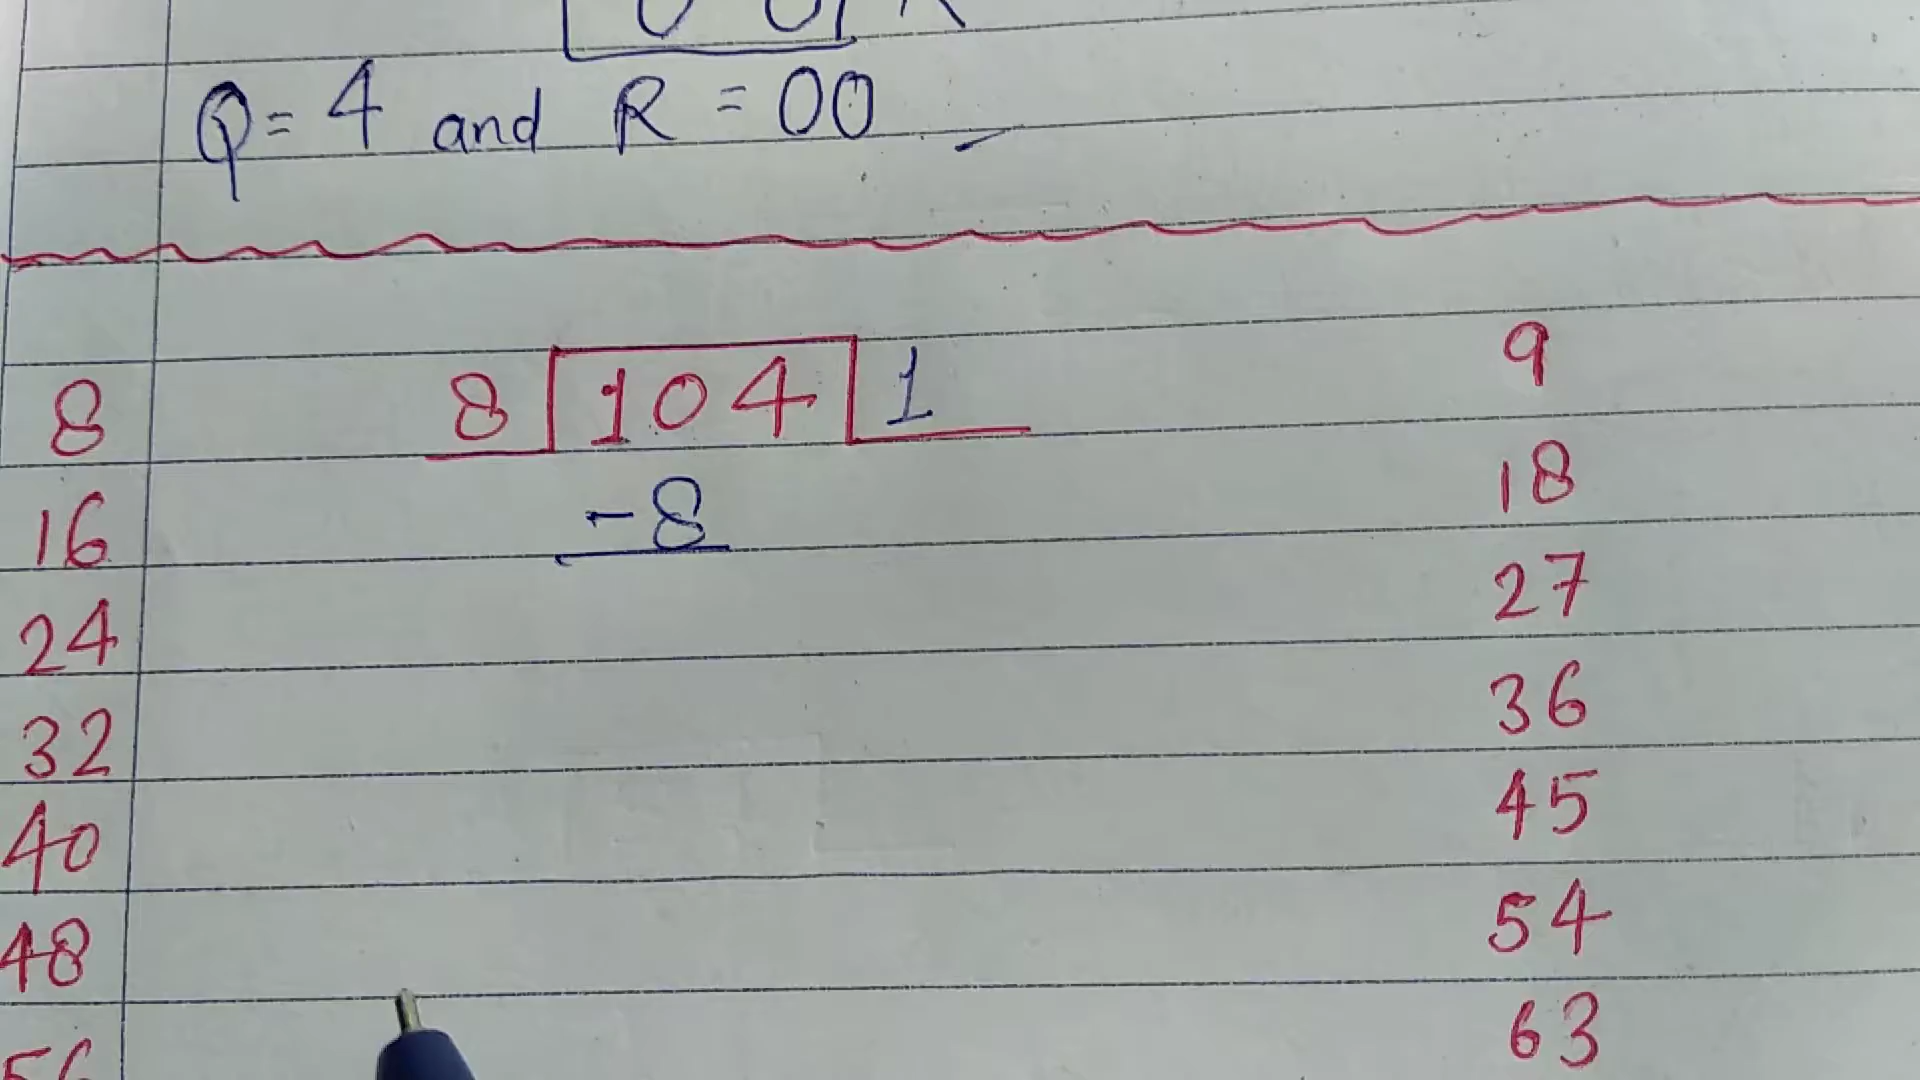 Q = 4 and R = 00
8 8 104 1 9
16 - 8 18
24 27
32 36
40 45
48 54
56 63